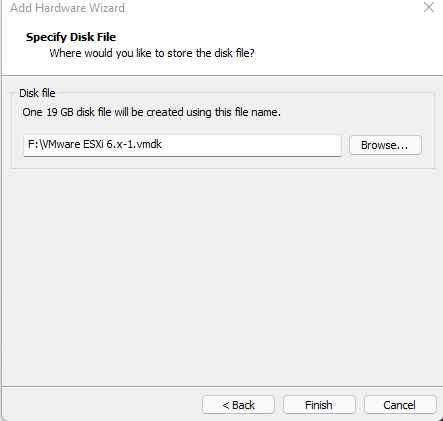 Add Hardware Wizard
Specify Disk File
Where would you like to store the disk file?
Disk file
One 19 GB disk file will be created using this file name.
F:\VMware ESXi 6.x-1.vmdk
Browse...
< Back
Finish
Cancel